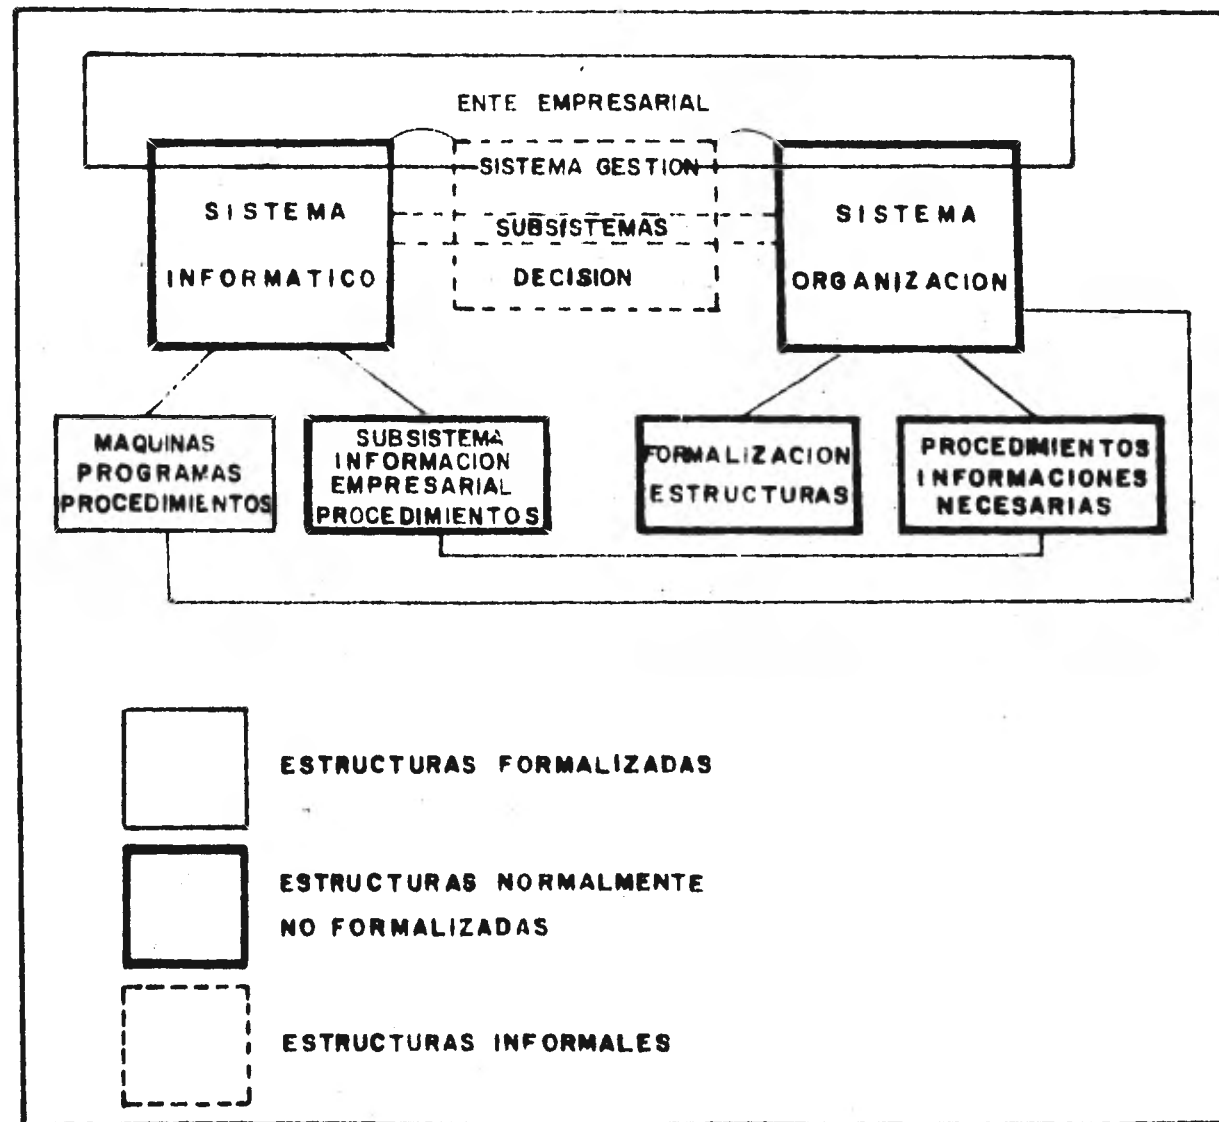 ENTE EMPRESARIAL
SISTEMA GESTION
SUBSISTEMAS
DECISION
SISTEMA
INFORMATICO
SISTEMA
ORGANIZACION
MAQUINAS
PROGRAMAS
PROCEDIMIENTOS
SUBSISTEMA
INFORMACION
EMPRESARIAL
PROCEDIMIENTOS
FORMALIZACION
ESTRUCTURAS
PROCEDIMIENTOS
INFORMACIONES
NECESARIAS
ESTRUCTURAS FORMALIZADAS
ESTRUCTURAS NORMALMENTE
NO FORMALIZADAS
ESTRUCTURAS INFORMALES